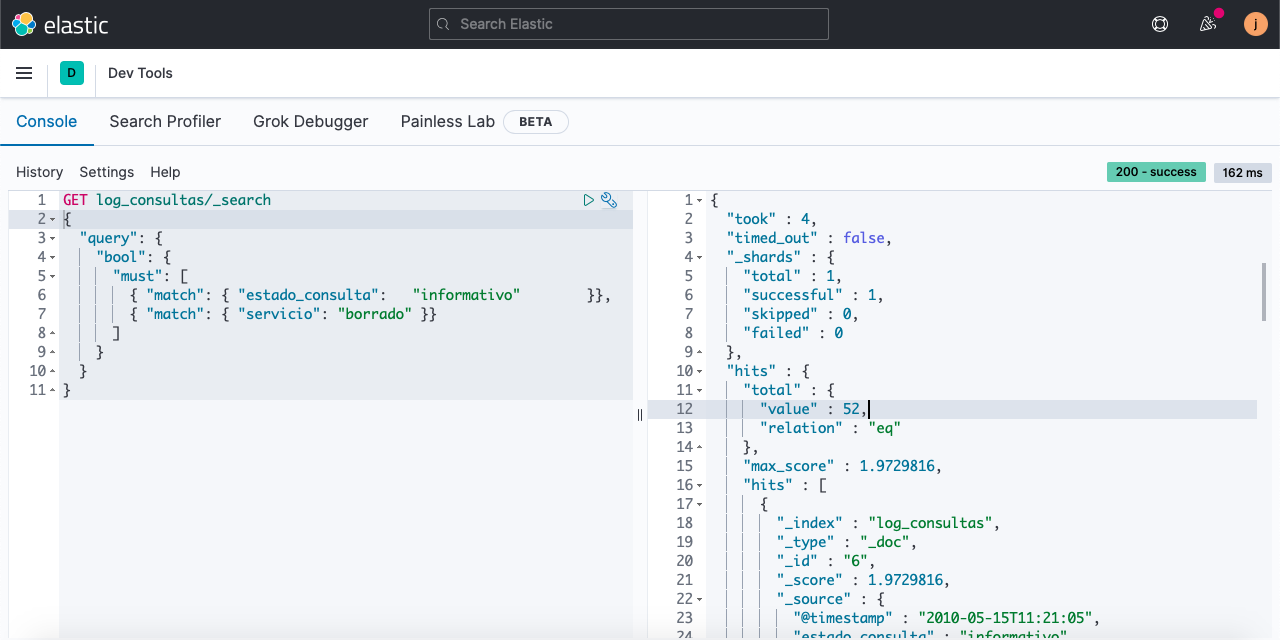 elastic
Search Elastic
j
D
Dev Tools
Console
Search Profiler
Grok Debugger
Painless Lab
BETA
History
Settings
Help
200 - success
162 ms
1 GET log_consultas/_search
2 {
3 "query": {
4 "bool": {
5 "must": [
6 { "match": { "estado_consulta": "informativo" }},
7 { "match": { "servicio": "borrado" }}
8 ]
9 }
10 }
11 }
1 {
2 "took" : 4,
3 "timed_out" : false,
4 "_shards" : {
5 "total" : 1,
6 "successful" : 1,
7 "skipped" : 0,
8 "failed" : 0
9 },
10 "hits" : {
11 "total" : {
12 "value" : 52,
13 "relation" : "eq"
14 },
15 "max_score" : 1.9729816,
16 "hits" : [
17 {
18 "_index" : "log_consultas",
19 "_type" : "_doc",
20 "_id" : "6",
21 "_score" : 1.9729816,
22 "_source" : {
23 "@timestamp" : "2010-05-15T11:21:05",
24 "estado_consulta" : "informativo"